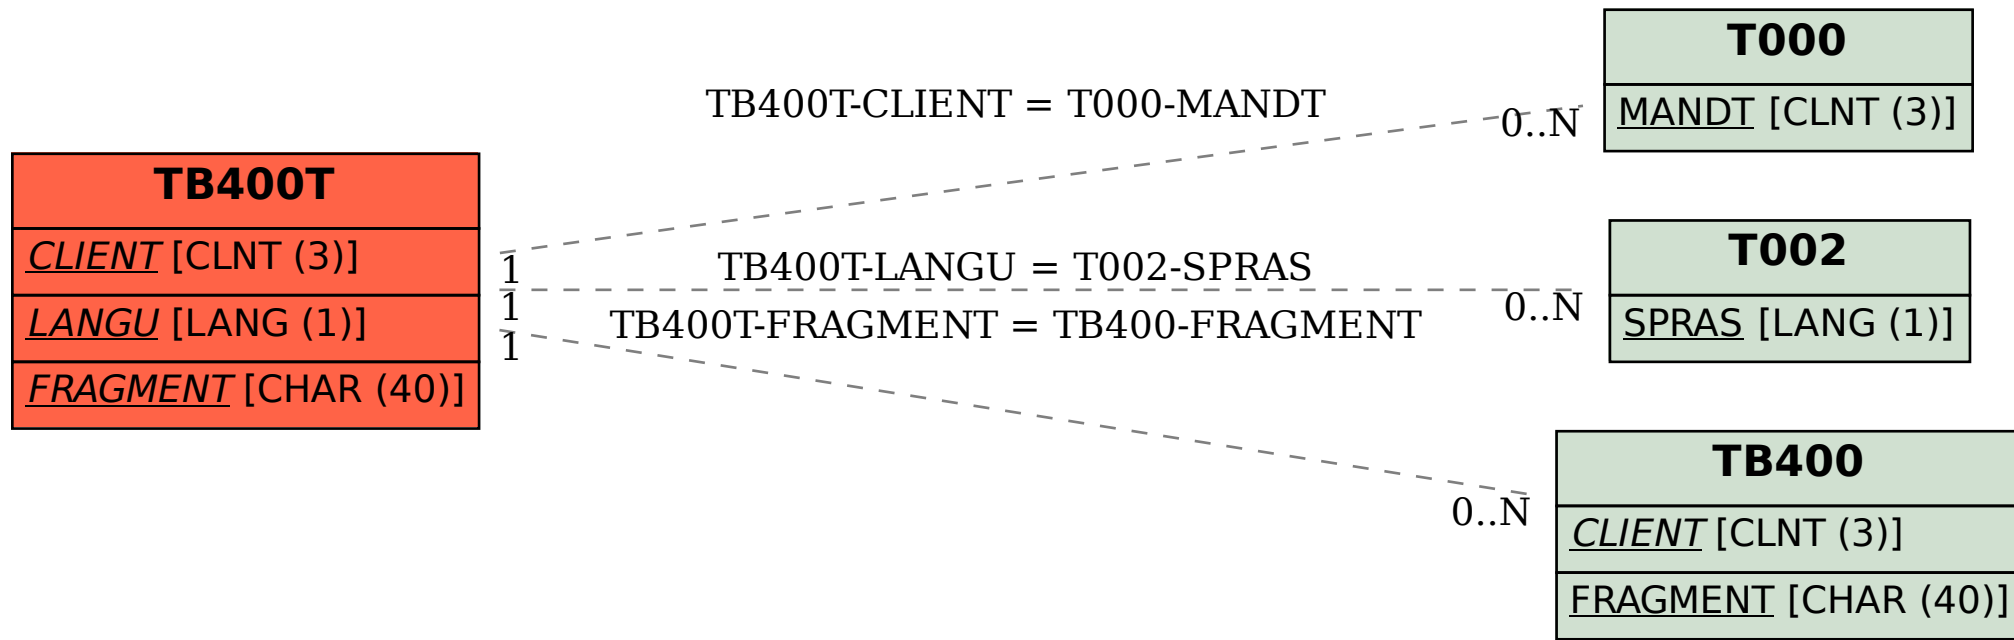 TB400T
CLIENT [CLNT (3)]
LANGU [LANG (1)]
FRAGMENT [CHAR (40)]
TB400T-CLIENT = T000-MANDT
1
0..N
TB400T-LANGU = T002-SPRAS
1
0..N
TB400T-FRAGMENT = TB400-FRAGMENT
1
0..N
T000
MANDT [CLNT (3)]
T002
SPRAS [LANG (1)]
TB400
CLIENT [CLNT (3)]
FRAGMENT [CHAR (40)]